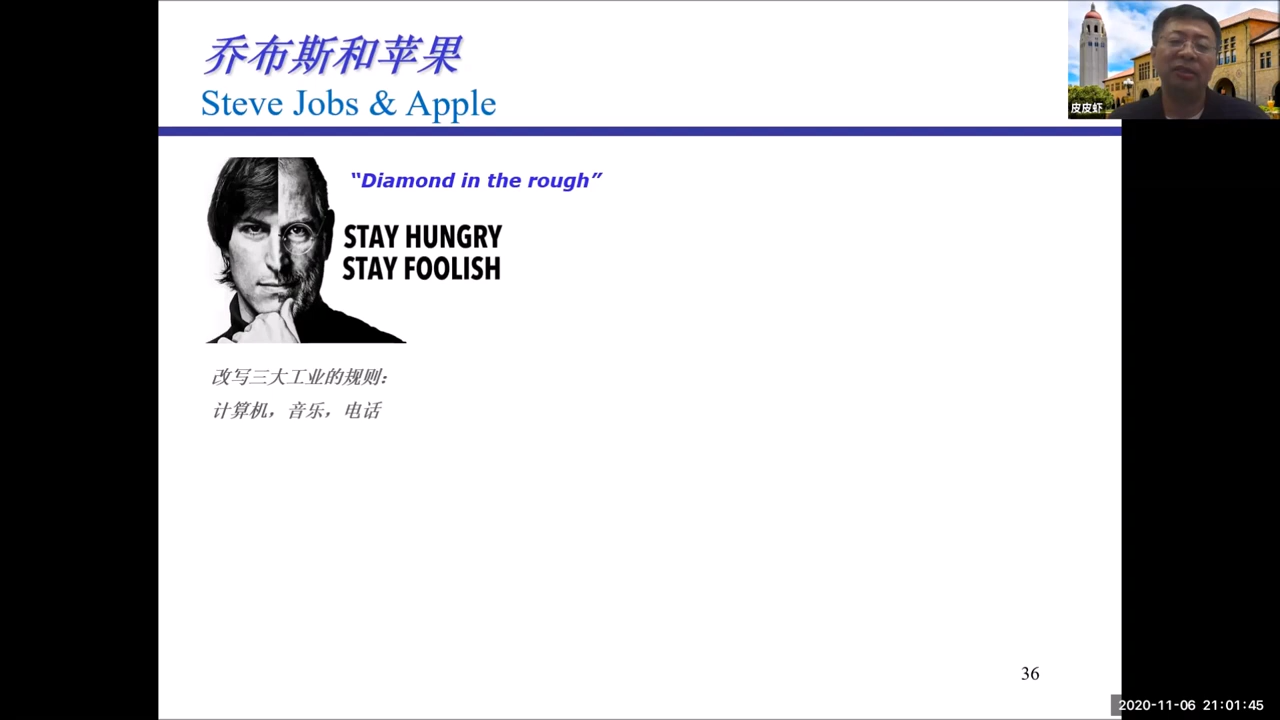 乔布斯和苹果
Steve Jobs & Apple
皮皮虾
“Diamond in the rough”
STAY HUNGRY
STAY FOOLISH
改写三大工业的规则：
计算机，音乐，电话
36
2020-11-06 21:01:45